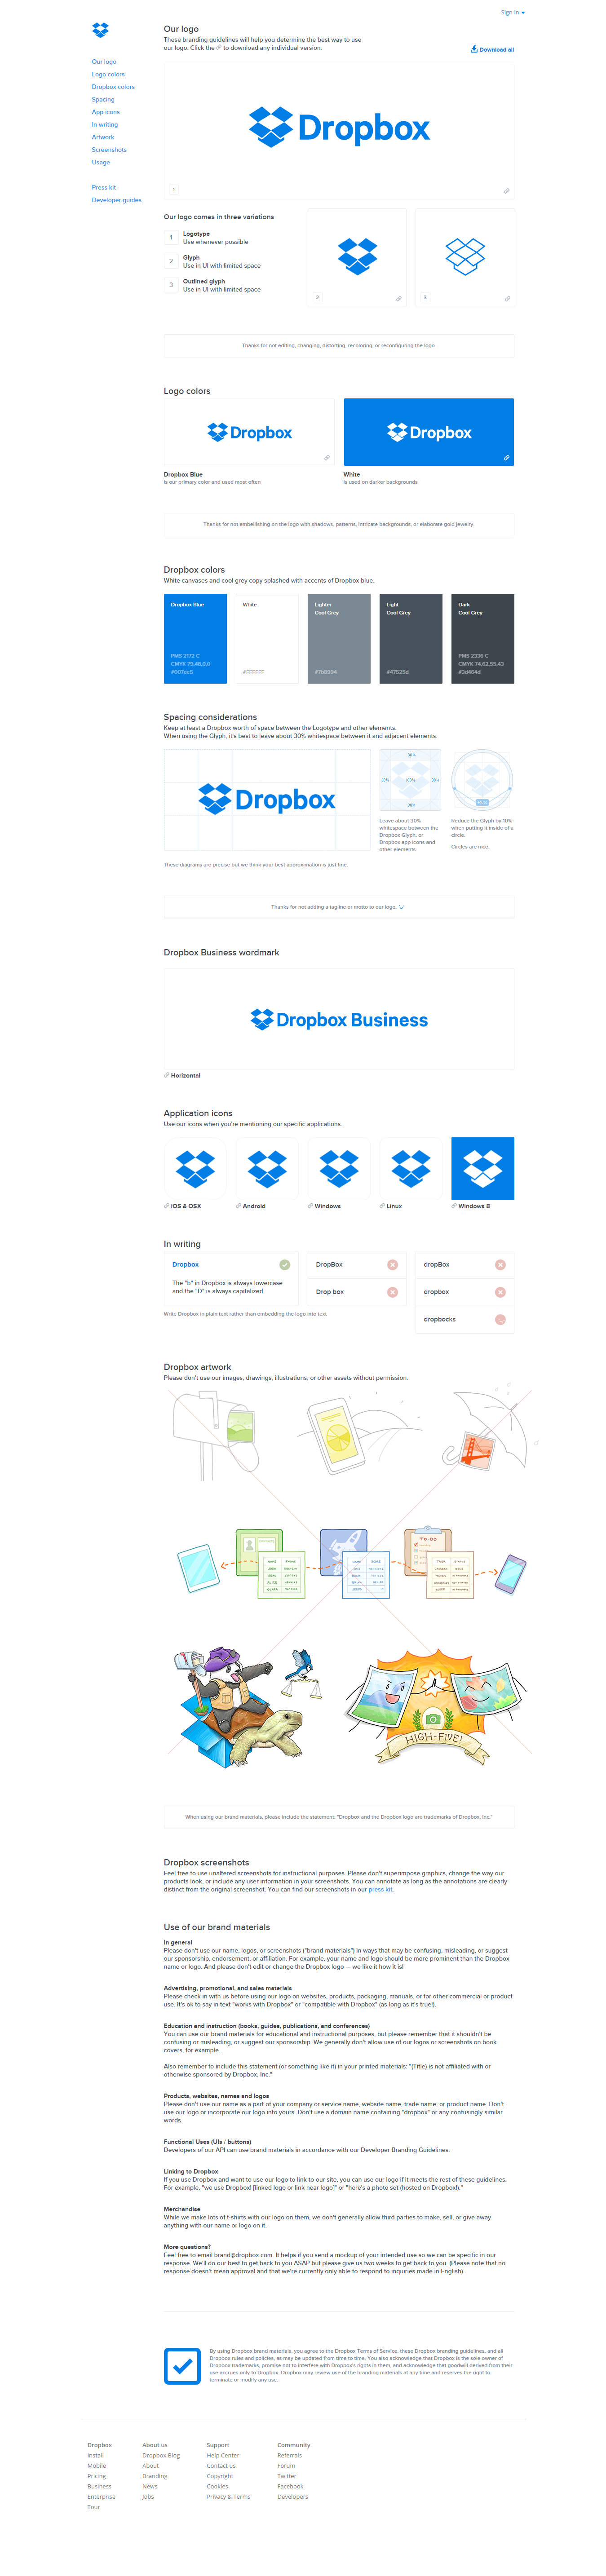 Sign in
Our logo
Logo colors
Dropbox colors
Spacing
App icons
In writing
Artwork
Screenshots
Usage
Press kit
Developer guides
Our logo
These branding guidelines will help you determine the best way to use
our logo. Click the to download any individual version.
Download all
Dropbox
1
Our logo comes in three variations
1
Logotype
Use whenever possible
2
Glyph
Use in UI with limited space
3
Outlined glyph
Use in UI with limited space
2
3
Thanks for not editing, changing, distorting, recoloring, or reconfiguring the logo.
Logo colors
Dropbox
Dropbox
Dropbox Blue
is our primary color and used most often
White
is used on darker backgrounds
Thanks for not embellishing on the logo with shadows, patterns, intricate backgrounds, or elaborate gold jewelry.
Dropbox colors
White canvases and cool grey copy splashed with accents of Dropbox blue.
Dropbox Blue
PMS 2172 C
CMYK 79,48,0,0
#007ee5
White
#ffffff
Lighter
Cool Grey
#7b8994
Light
Cool Grey
#47525d
Dark
Cool Grey
PMS 2336 C
CMYK 74,62,55,43
#3d464d
Spacing considerations
Keep at least a Dropbox worth of space between the Logotype and other elements.
When using the Glyph, it's best to leave about 30% whitespace between it and adjacent elements.
Dropbox
Leave about 30%
whitespace between the
Dropbox Glyph, or
Dropbox app icons and
other elements.
Reduce the Glyph by 10%
when putting it inside of a
circle.
Circles are nice.
These diagrams are precise but we think your best approximation is just fine.
Thanks for not adding a tagline or motto to our logo.
Dropbox Business wordmark
Dropbox Business
Horizontal
Application icons
Use our icons when you're mentioning our specific applications.
iOS & OSX
Android
Windows
Linux
Windows 8
In writing
Dropbox
The "b" in Dropbox is always lowercase
and the "D" is always capitalized
DropBox
Drop box
dropBox
dropbox
dropbocks
Write Dropbox in plain text rather than embedding the logo into text
Dropbox artwork
Please don't use our images, drawings, illustrations, or other assets without permission.
TO-DO
HIGH-FIVE!
When using our brand materials, please include the statement: "Dropbox and the Dropbox logo are trademarks of Dropbox, Inc."
Dropbox screenshots
Feel free to use unaltered screenshots for instructional purposes. Please don't superimpose graphics, change the way our
products look, or include any user information in your screenshots. You can annotate as long as the annotations are clearly
distinct from the original screenshot. You can find our screenshots in our press kit.
Use of our brand materials
In general
Please don't use our name, logos, or screenshots ("brand materials") in ways that may be confusing, misleading, or suggest
our sponsorship, endorsement, or affiliation. For example, your name and logo should be more prominent than the Dropbox
name or logo. And please don't edit or change the Dropbox logo — we like it how it is!
Advertising, promotional, and sales materials
Please check in with us before using our logo on websites, products, packaging, manuals, or for other commercial or product
use. It's ok to say in text "works with Dropbox" or "compatible with Dropbox" (as long as it's true!).
Education and instruction (books, guides, publications, and conferences)
You can use our brand materials for educational and instructional purposes, but please remember that it shouldn't be
confusing or misleading, or suggest our sponsorship. We generally don't allow use of our logos or screenshots on book
covers, for example.
Also remember to include this statement (or something like it) in your printed materials: "(Title) is not affiliated with or
otherwise sponsored by Dropbox, Inc."
Products, websites, names and logos
Please don't use our name as a part of your company or service name, website name, trade name, or product name. Don't
use our logo or incorporate our logo into yours. Don't use a domain name containing "dropbox" or any confusingly similar
words.
Functional Uses (UIs / buttons)
Developers of our API can use brand materials in accordance with our Developer Branding Guidelines.
Linking to Dropbox
If you use Dropbox and want to use our logo to link to our site, you can use our logo if it meets the rest of these guidelines.
For example, "we use Dropbox! [linked logo or link near logo]" or "here's a photo set (hosted on Dropbox!)."
Merchandise
While we make lots of t-shirts with our logo on them, we don't generally allow third parties to make, sell, or give away
anything with our name or logo on it.
More questions?
Feel free to email brand@dropbox.com. It helps if you send a mockup of your intended use so we can be specific in our
response. We'll do our best to get back to you ASAP but please give us two weeks to get back to you. (Please note that no
response doesn't mean approval and that we're currently only able to respond to inquiries made in English).
By using Dropbox brand materials, you agree to the Dropbox Terms of Service, these Dropbox branding guidelines, and all
Dropbox rules and policies, as may be updated from time to time. You also acknowledge that Dropbox is the sole owner of
Dropbox trademarks, promise not to interfere with Dropbox's rights in them, and acknowledge that goodwill derived from their
use accrues only to Dropbox. Dropbox may review use of the branding materials at any time and reserves the right to
terminate or modify any use.
Dropbox
Install
Mobile
Pricing
Business
Enterprise
Tour
About us
Dropbox Blog
About
Branding
News
Jobs
Support
Help Center
Contact us
Copyright
Cookies
Privacy & Terms
Community
Referrals
Forum
Twitter
Facebook
Developers